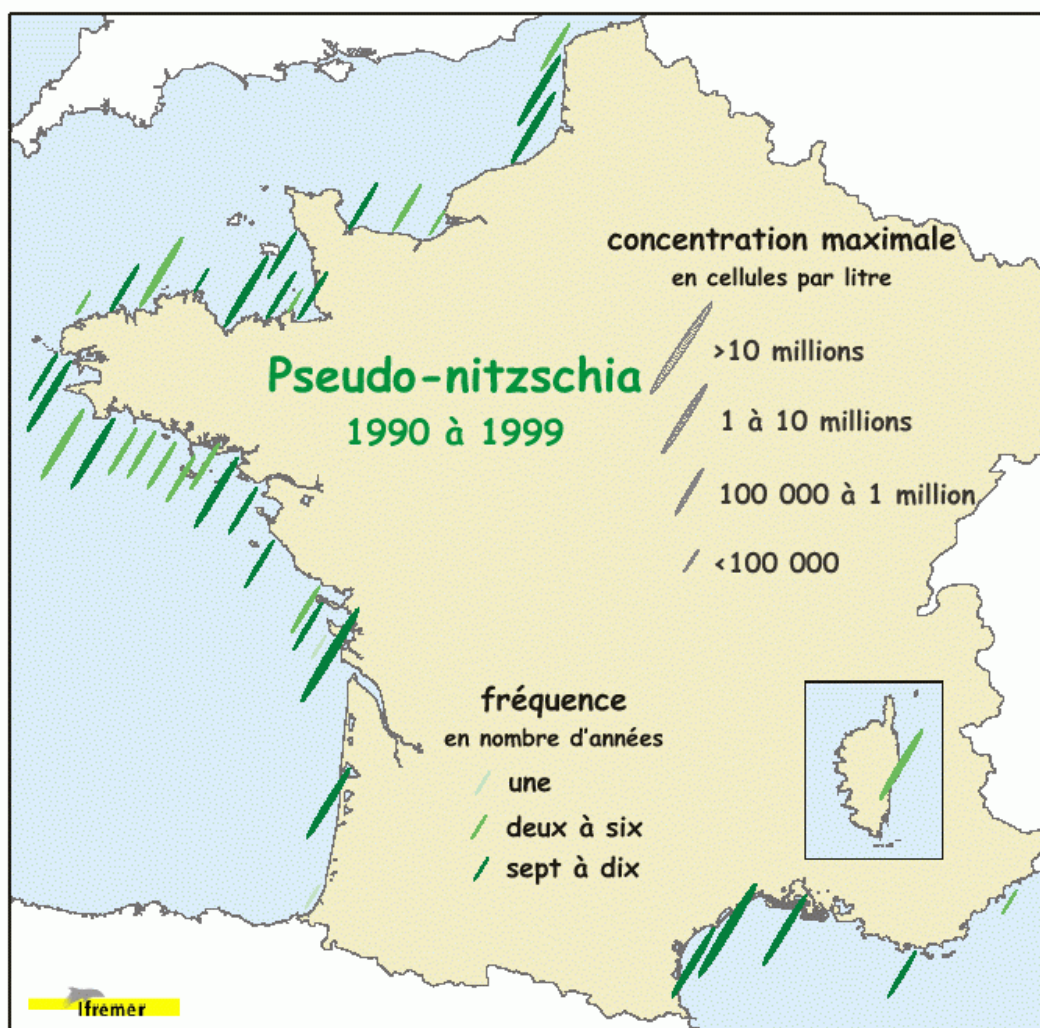 concentration maximale
en cellules par litre
>10 millions
Pseudo-nitzschia
1990 à 1999
1 à 10 millions
100 000 à 1 million
<100 000
fréquence
en nombre d'années
une
deux à six
sept à dix
Ifremer